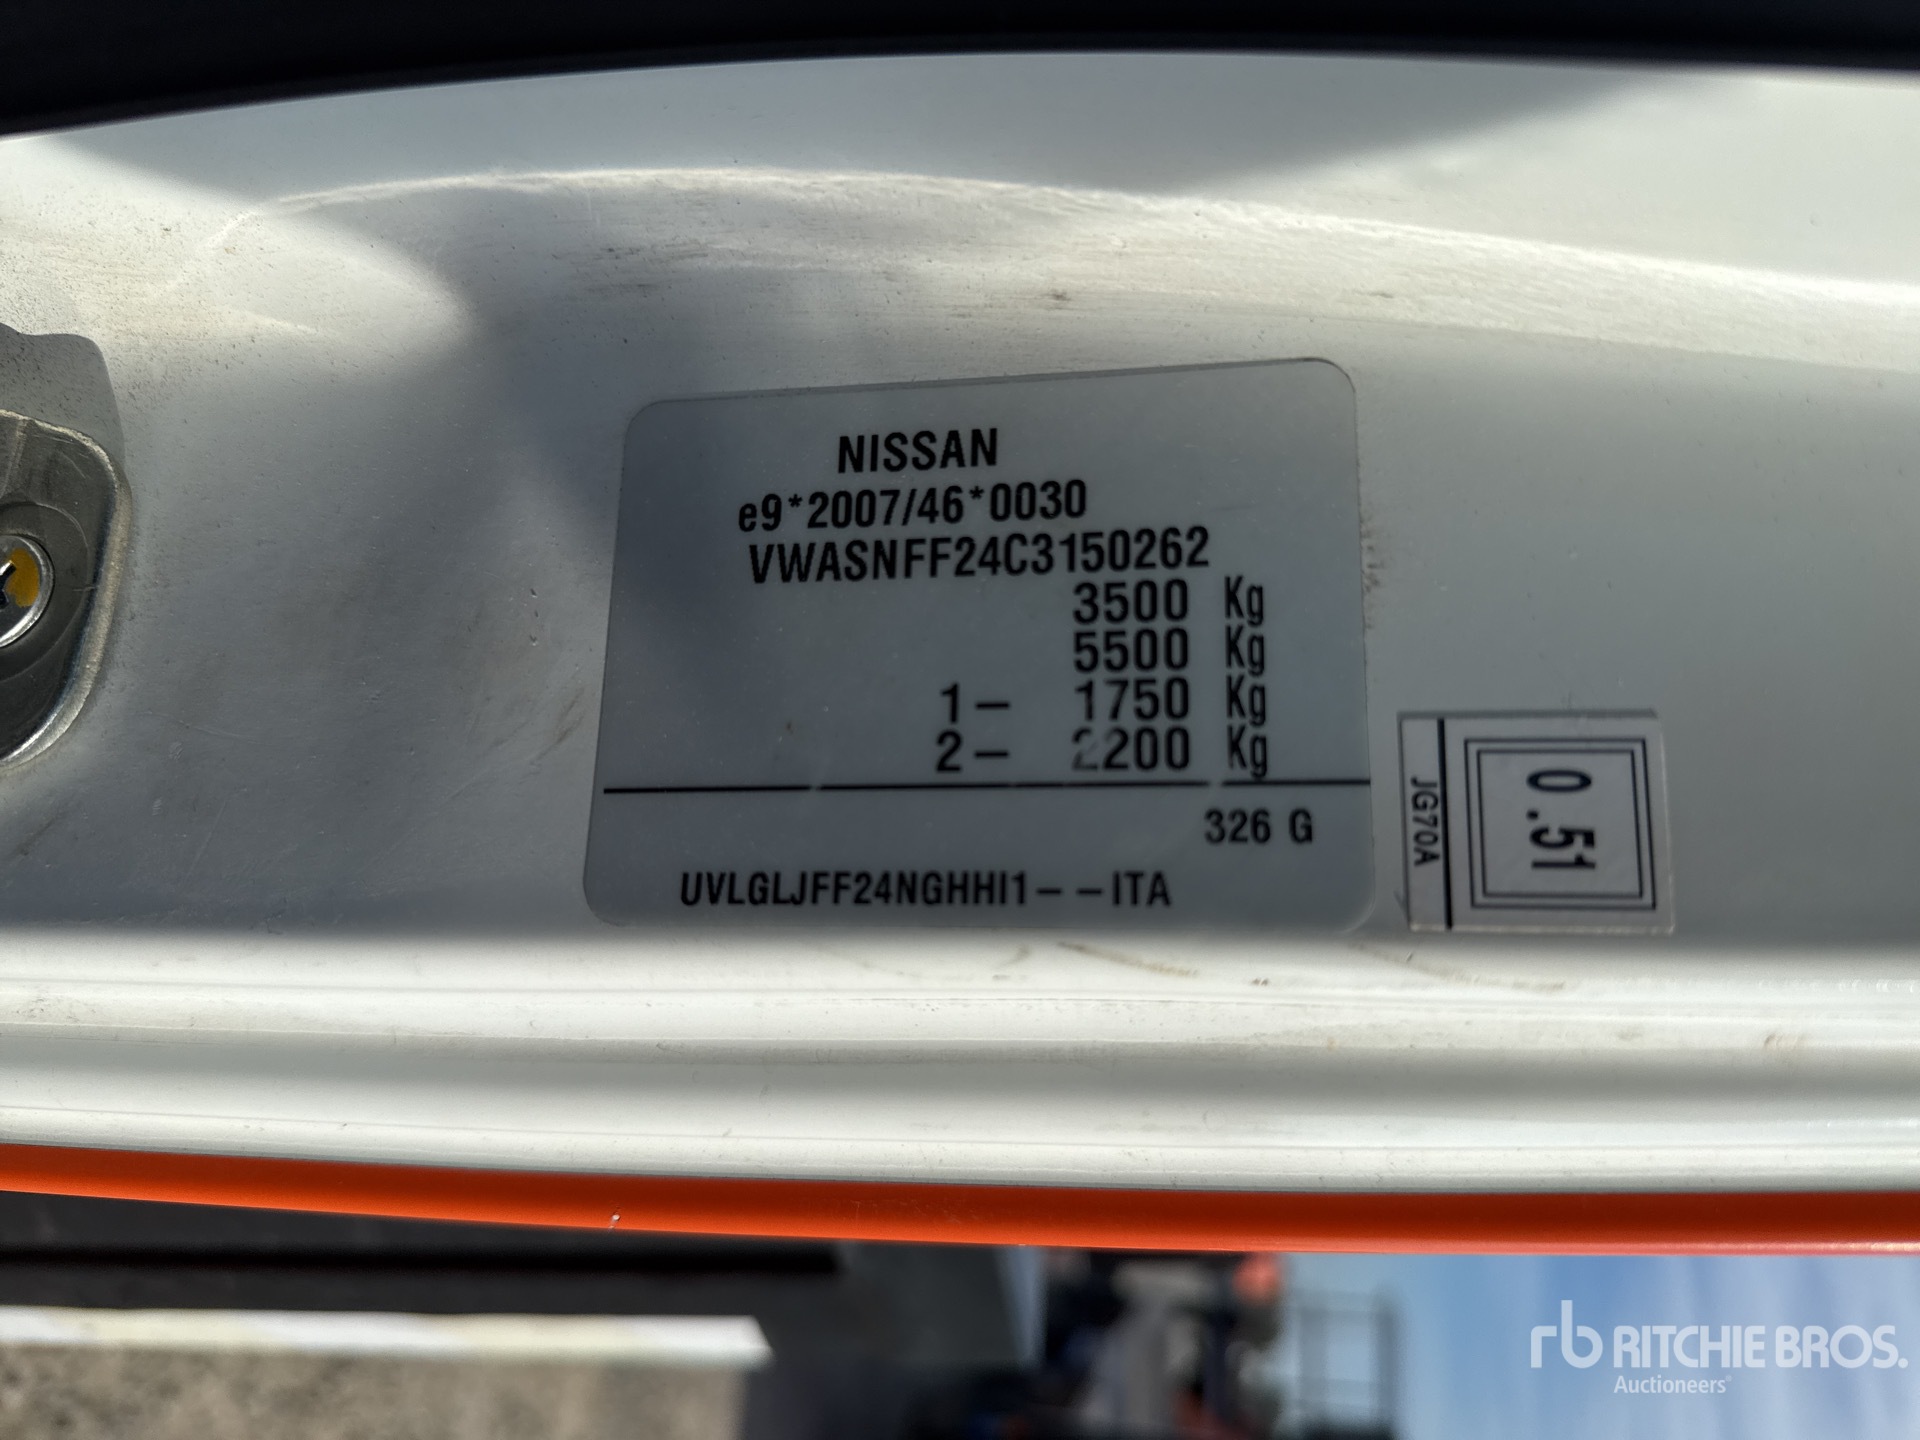 NISSAN
e9*2007/46*0030
VWASNFF24C3150262
3500 Kg
5500 Kg
1- 1750 Kg
2- 2200 Kg
326 G
UVLGLJFF24NGHHI1--ITA
JG70A
0.51
rb RITCHIE BROS.
Auctioneers